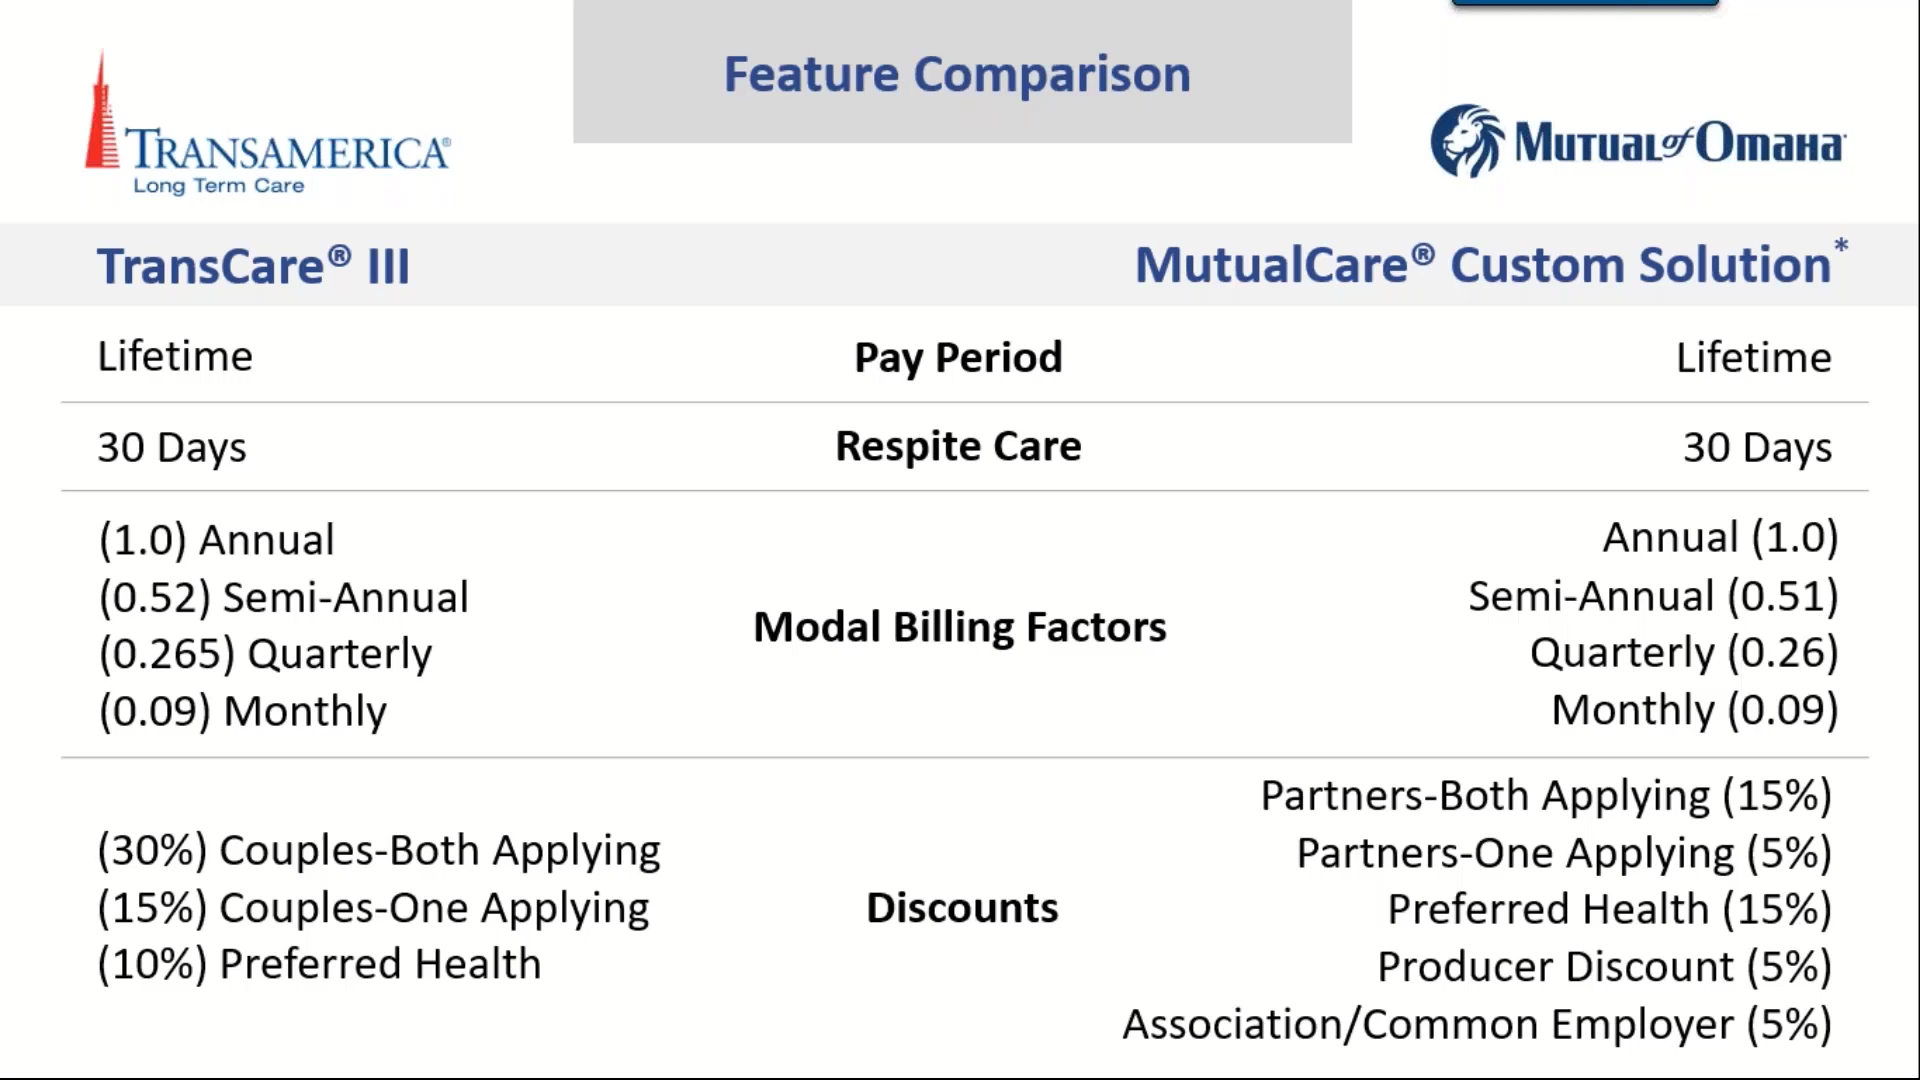 Feature Comparison
TRANSAMERICA®
Long Term Care
Mutual of Omaha
TransCare® III
MutualCare® Custom Solution*
Lifetime
Pay Period
Lifetime
30 Days
Respite Care
30 Days
(1.0) Annual
(0.52) Semi-Annual
(0.265) Quarterly
(0.09) Monthly
Modal Billing Factors
Annual (1.0)
Semi-Annual (0.51)
Quarterly (0.26)
Monthly (0.09)
(30%) Couples-Both Applying
(15%) Couples-One Applying
(10%) Preferred Health
Discounts
Partners-Both Applying (15%)
Partners-One Applying (5%)
Preferred Health (15%)
Producer Discount (5%)
Association/Common Employer (5%)